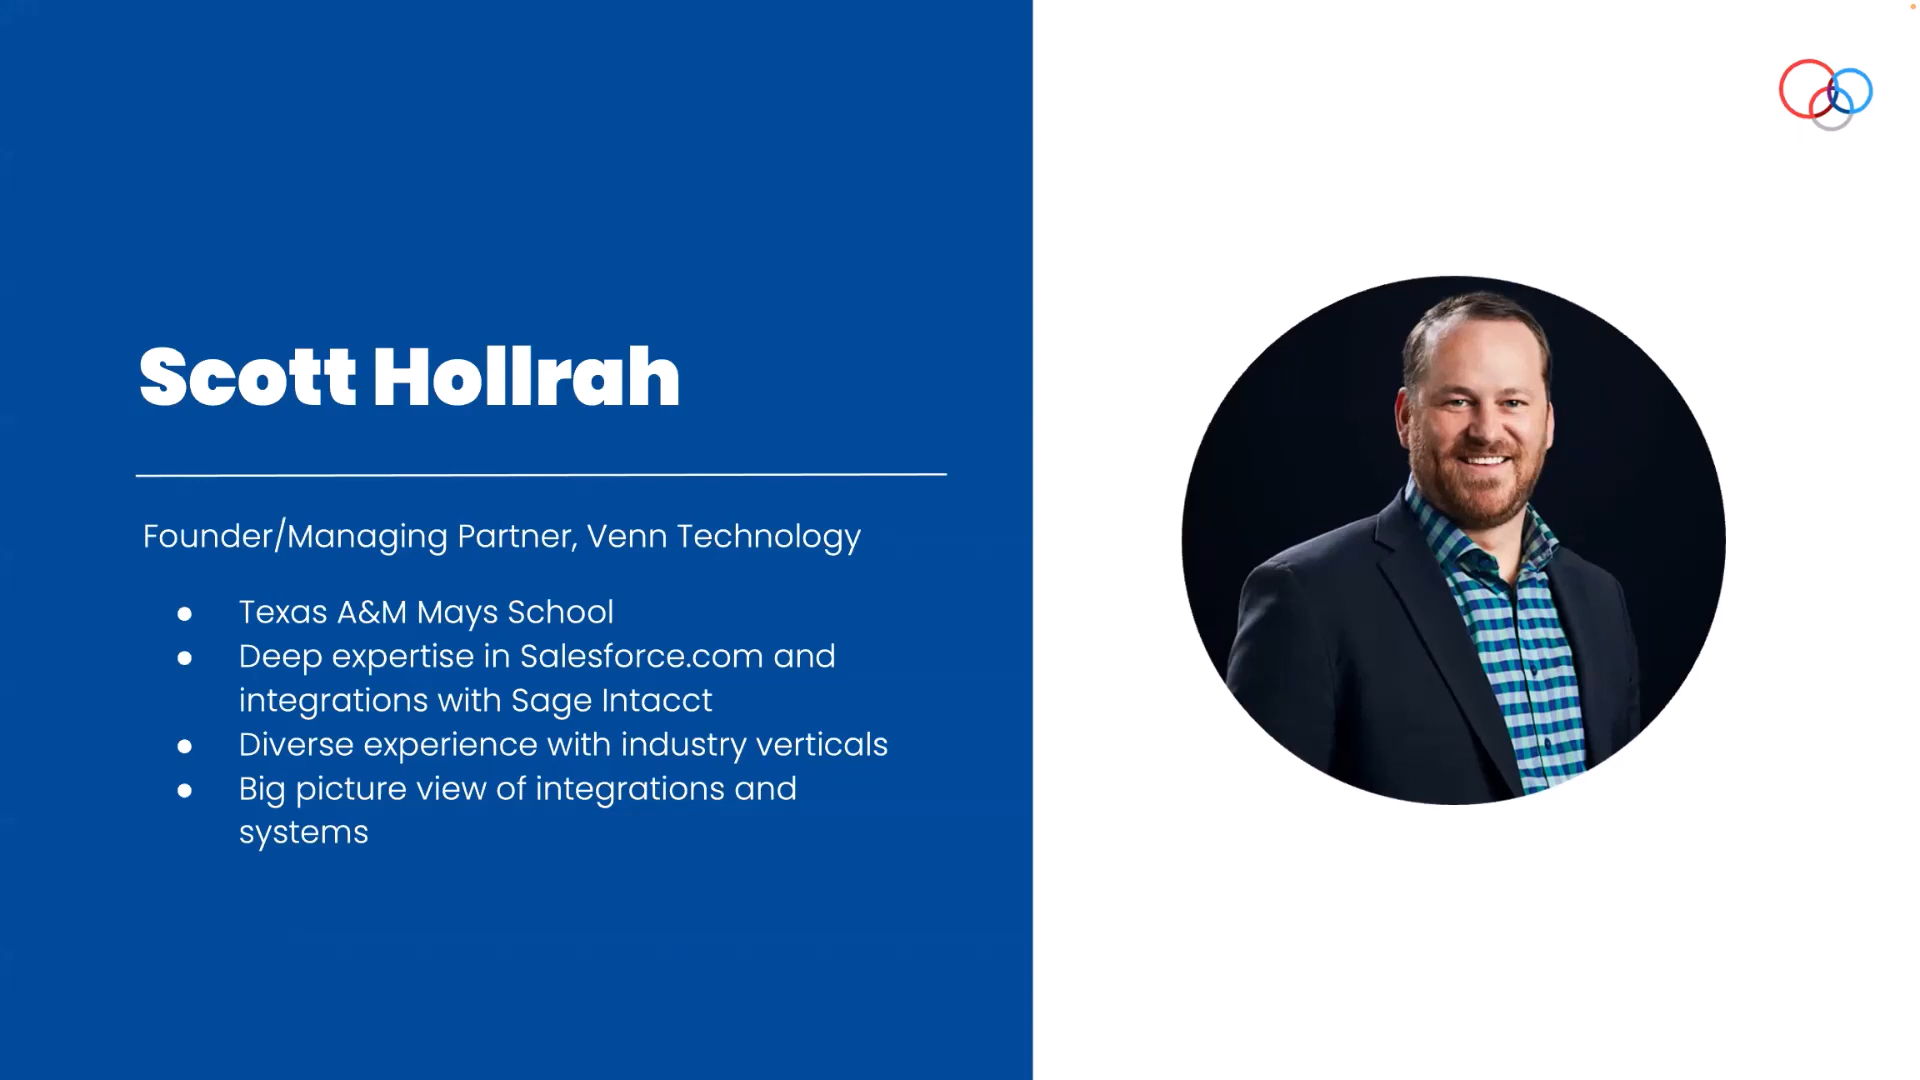 Scott Hollrah
Founder/Managing Partner, Venn Technology
● Texas A&M Mays School
● Deep expertise in Salesforce.com and
integrations with Sage Intacct
● Diverse experience with industry verticals
● Big picture view of integrations and
systems